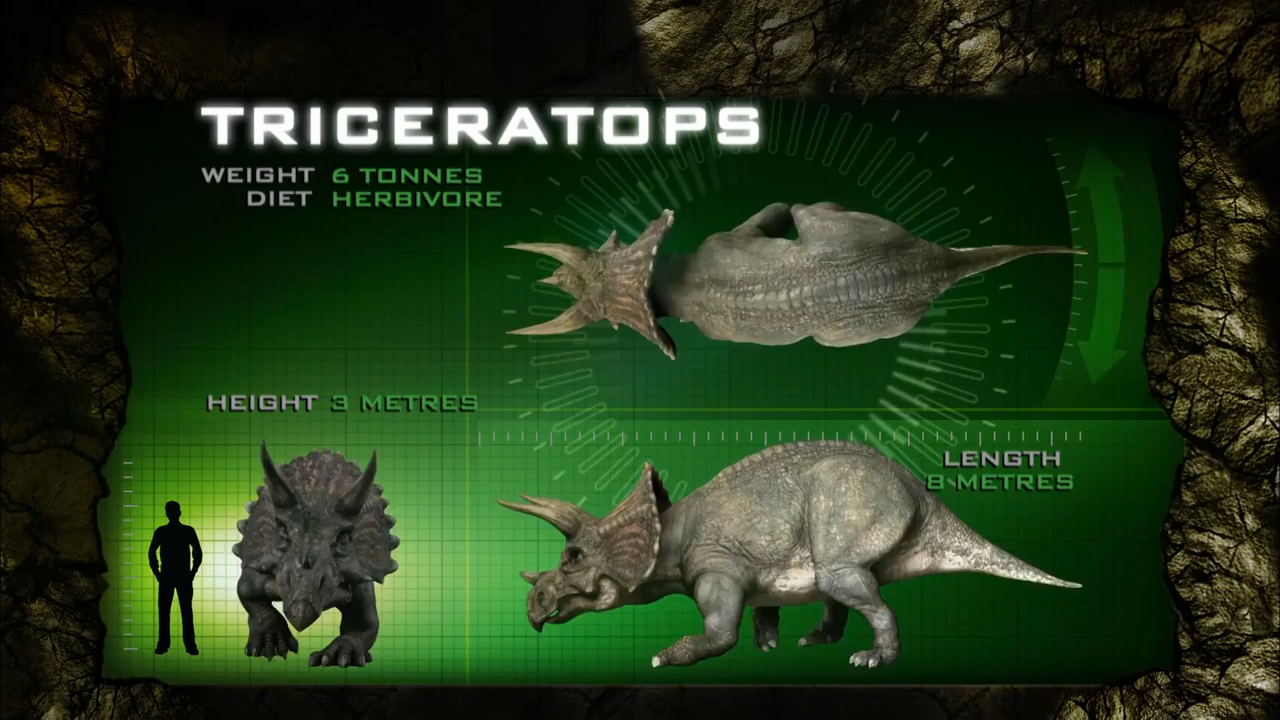 TRICERATOPS
WEIGHT 6 TONNES
DIET HERBIVORE
HEIGHT 3 METRES
LENGTH
8 METRES